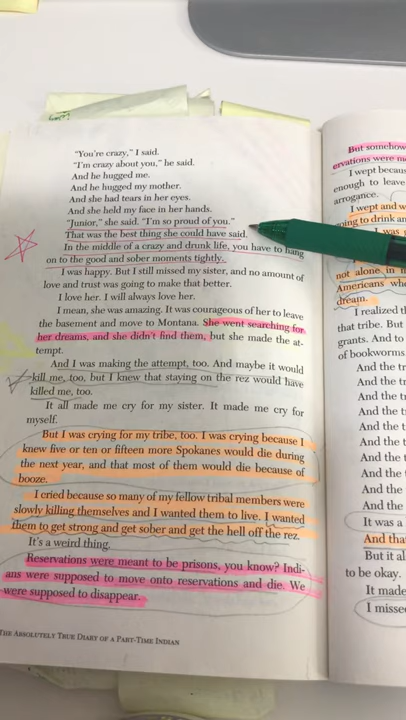 "You're crazy," I said.
"I'm crazy about you," he said.
And he hugged me.
And he hugged my mother.
And she had tears in her eyes.
And she held my face in her hands.
"Junior," she said. "I'm so proud of you."
That was the best thing she could have said.
In the middle of a crazy and drunk life, you have to hang
on to the good and sober moments tightly.
I was happy. But I still missed my sister, and no amount of
love and trust was going to make that better.
I love her. I will always love her.
I mean, she was amazing. It was courageous of her to leave
the basement and move to Montana. She went searching for
her dreams, and she didn't find them, but she made the at-
tempt.
And I was making the attempt, too. And maybe it would
kill me, too, but I knew that staying on the rez would have
killed me, too.
It all made me cry for my sister. It made me cry for
myself.
But I was crying for my tribe, too. I was crying because I
knew five or ten or fifteen more Spokanes would die during
the next year, and that most of them would die because of
booze.
I cried because so many of my fellow tribal members were
slowly killing themselves and I wanted them to live. I wanted
them to get strong and get sober and get the hell off the rez.
It's a weird thing.
Reservations were meant to be prisons, you know? Indi-
ans were supposed to move onto reservations and die. We
were supposed to disappear.
THE ABSOLUTELY TRUE DIARY OF A PART-TIME INDIAN
But somehow
ervations were
I wept
enough to leave
arrogance.
I wept and
going to drink
I was
not alone in
Americans who
dream.
I realized
that tribe. But
grants. And to
of bookworms.
And the
And the
And the
And the
And the
And the
And the
And the
And the
It was a
And
But it
to be okay.
It made
I